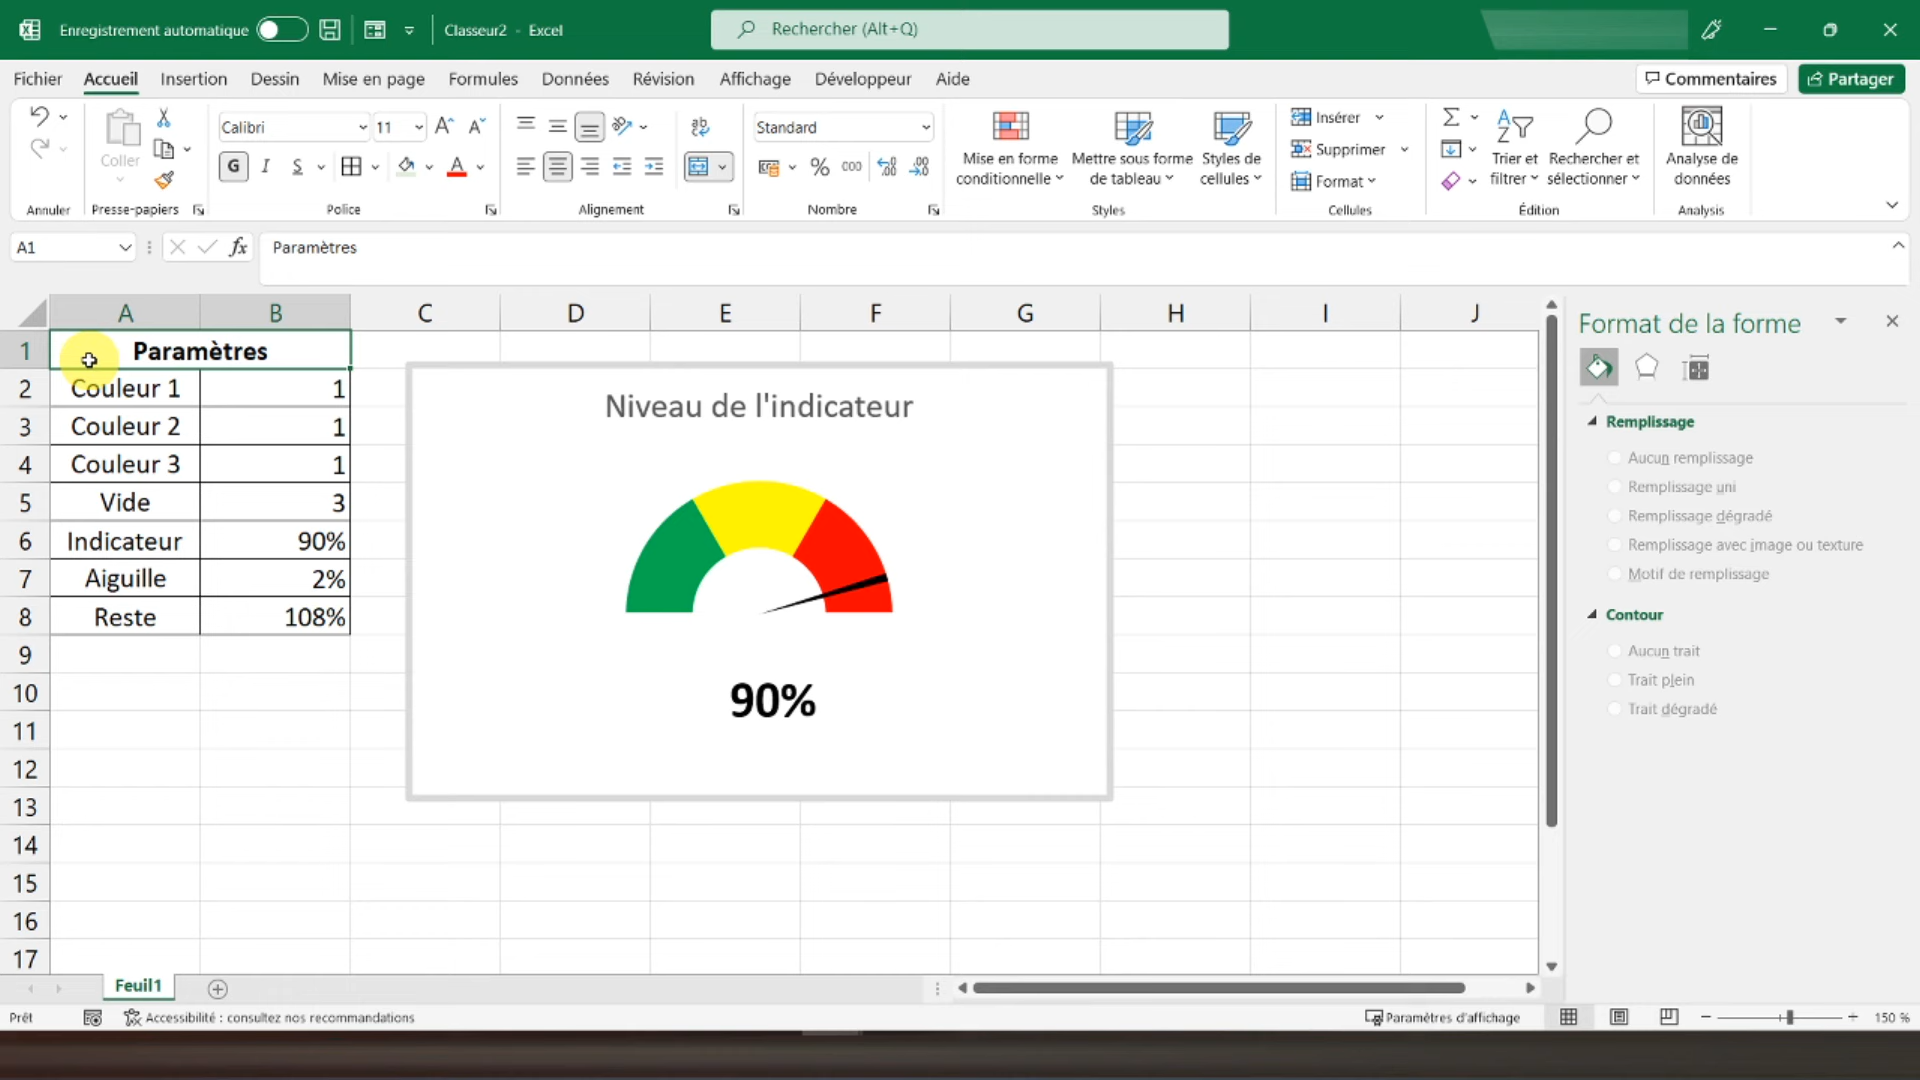 Enregistrement automatique
Classeur2 - Excel
Rechercher (Alt+Q)
Fichier Accueil Insertion Dessin Mise en page Formules Données Révision Affichage Développeur Aide
Commentaires Partager
Coller
Calibri 11
G I S A
Standard
% 000
Mise en forme conditionnelle
Mettre sous forme de tableau
Styles de cellules
Insérer
Supprimer
Format
Trier et filtrer
Rechercher et sélectionner
Analyse de données
Annuler Presse-papiers Police Alignement Nombre Styles Cellules Édition Analysis
A1 fx Paramètres
A B C D E F G H I J
1 Paramètres
2 Couleur 1 1
3 Couleur 2 1
4 Couleur 3 1
5 Vide 3
6 Indicateur 90%
7 Aiguille 2%
8 Reste 108%
9
10
11
12
13
14
15
16
17
Niveau de l'indicateur
90%
Format de la forme
Remplissage
Aucun remplissage
Remplissage uni
Remplissage dégradé
Remplissage avec image ou texture
Motif de remplissage
Contour
Aucun trait
Trait plein
Trait dégradé
Feuil1
Prêt
Accessibilité : consultez nos recommandations
Paramètres d'affichage
150 %